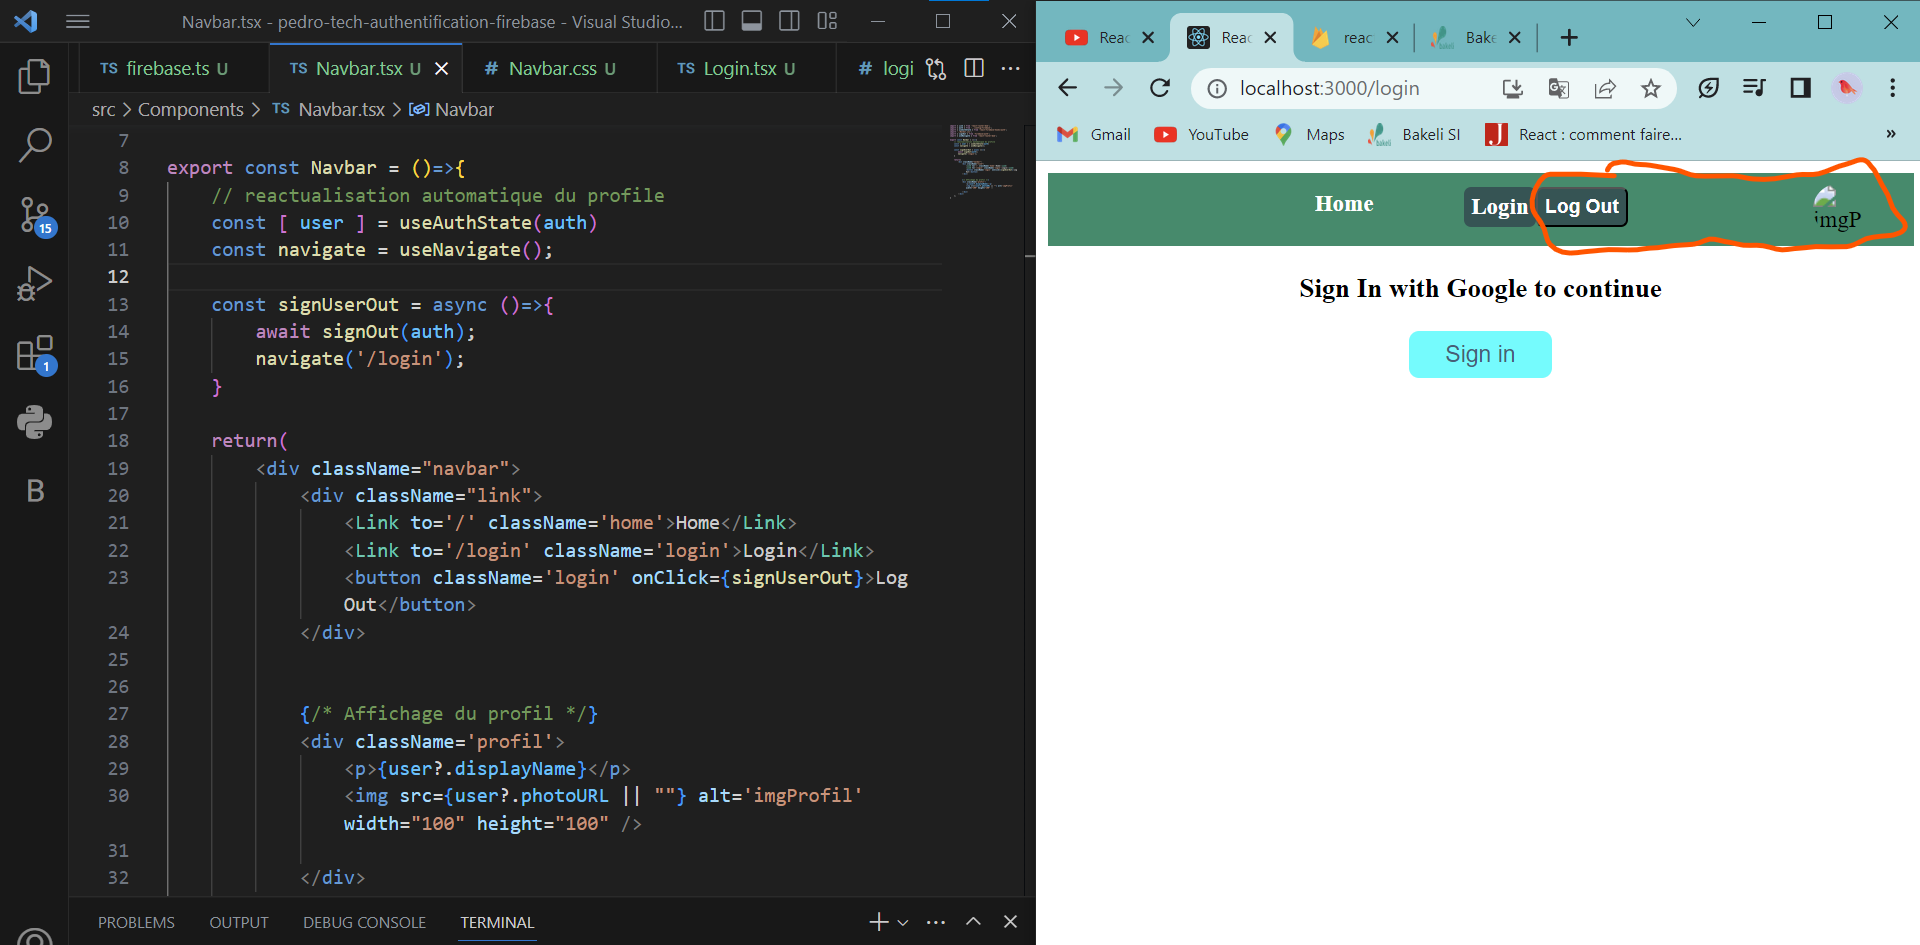 Navbar.tsx - pedro-tech-authentification-firebase - Visual Studio...
TS firebase.ts U
TS Navbar.tsx U
# Navbar.css U
TS Login.tsx U
# logi
src > Components > TS Navbar.tsx > Navbar
7
8 export const Navbar = ()=>{
9 // reactualisation automatique du profile
10 const [ user ] = useAuthState(auth)
11 const navigate = useNavigate();
12
13 const signUserOut = async ()=>{
14 await signOut(auth);
15 navigate('/login');
16 }
17
18 return(
19 <div className="navbar">
20 <div className="link">
21 <Link to='/' className='home'>Home</Link>
22 <Link to='/login' className='login'>Login</Link>
23 <button className='login' onClick={signUserOut}>Log
Out</button>
24 </div>
25
26
27 {/* Affichage du profil */}
28 <div className='profil'>
29 <p>{user?.displayName}</p>
30 <img src={user?.photoURL || ""} alt='imgProfil'
width="100" height="100" />
31
32 </div>
15
1
B
PROBLEMS OUTPUT DEBUG CONSOLE TERMINAL
Reac
Reac
reac
Bake
localhost:3000/login
Gmail YouTube Maps Bakeli SI React : comment faire... »
Home Login Log Out imgP
Sign In with Google to continue
Sign in